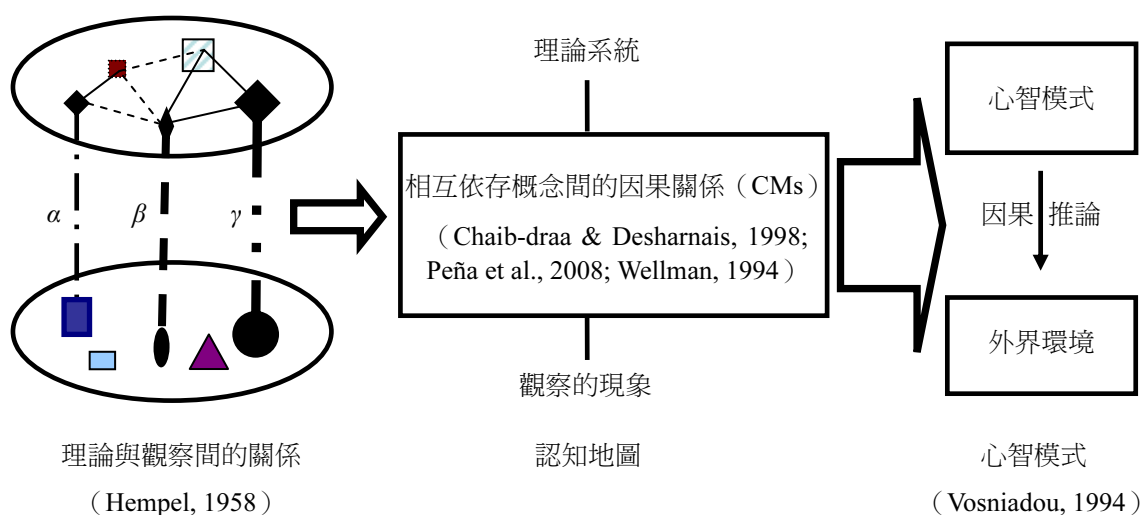 α
β
γ
理論與觀察間的關係
（Hempel, 1958）
理論系統
相互依存概念間的因果關係（CMs）
（Chaib-draa & Desharnais, 1998;
Peña et al., 2008; Wellman, 1994）
觀察的現象
認知地圖
心智模式
因果 推論
外界環境
心智模式
（Vosniadou, 1994）